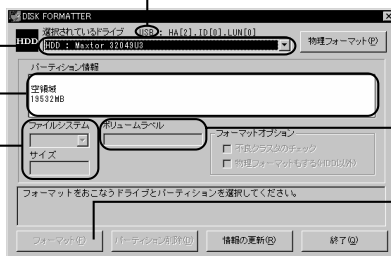 DISK FORMATTER
HDD
選択されているドライブ USB : HA[2],ID[0],LUN[0]
HDD : Maxtor 32049U3
物理フォーマット(P)
パーティション情報
空領域
19532MB
ファイルシステム
ボリュームラベル
サイズ
フォーマットオプション
不良クラスタのチェック
物理フォーマットもする(HDD以外)
フォーマットをおこなうドライブとパーティションを選択してください。
フォーマット(F)
パーティション削除(D)
情報の更新(R)
終了(Q)